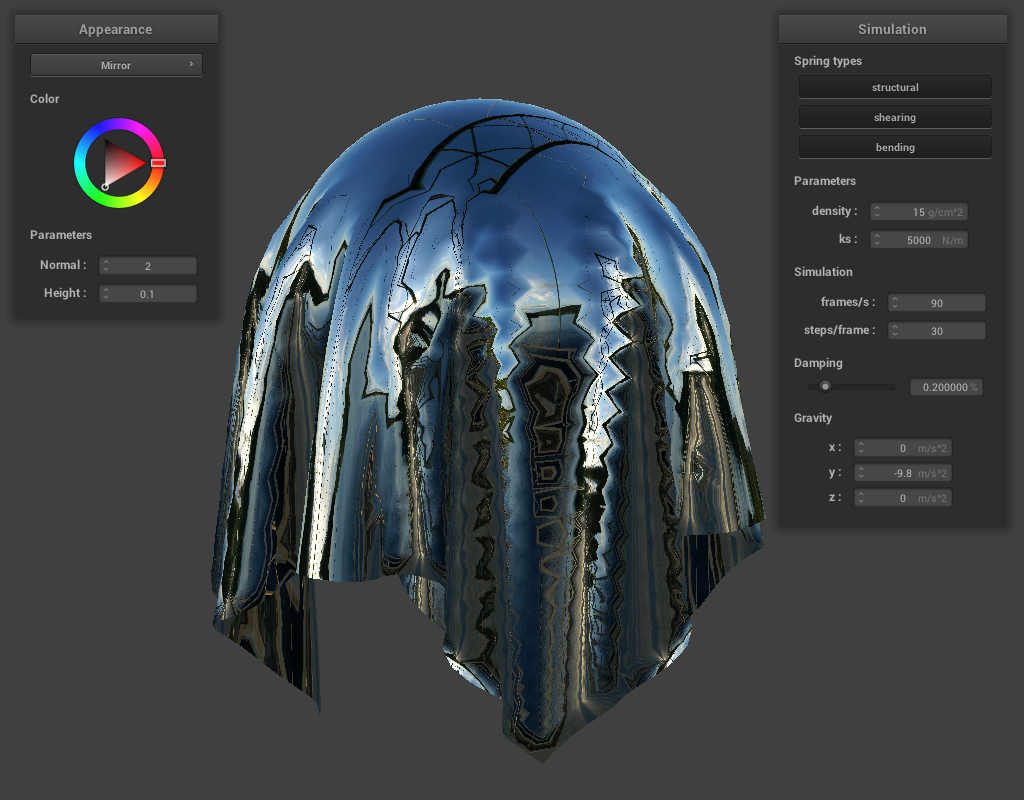 Appearance
Mirror
Color
Parameters
Normal : 2
Height : 0.1
Simulation
Spring types
structural
shearing
bending
Parameters
density : 15 g/cm^2
ks : 5000 N/m
Simulation
frames/s : 90
steps/frame : 30
Damping
0.200000 %
Gravity
x : 0 m/s^2
y : -9.8 m/s^2
z : 0 m/s^2